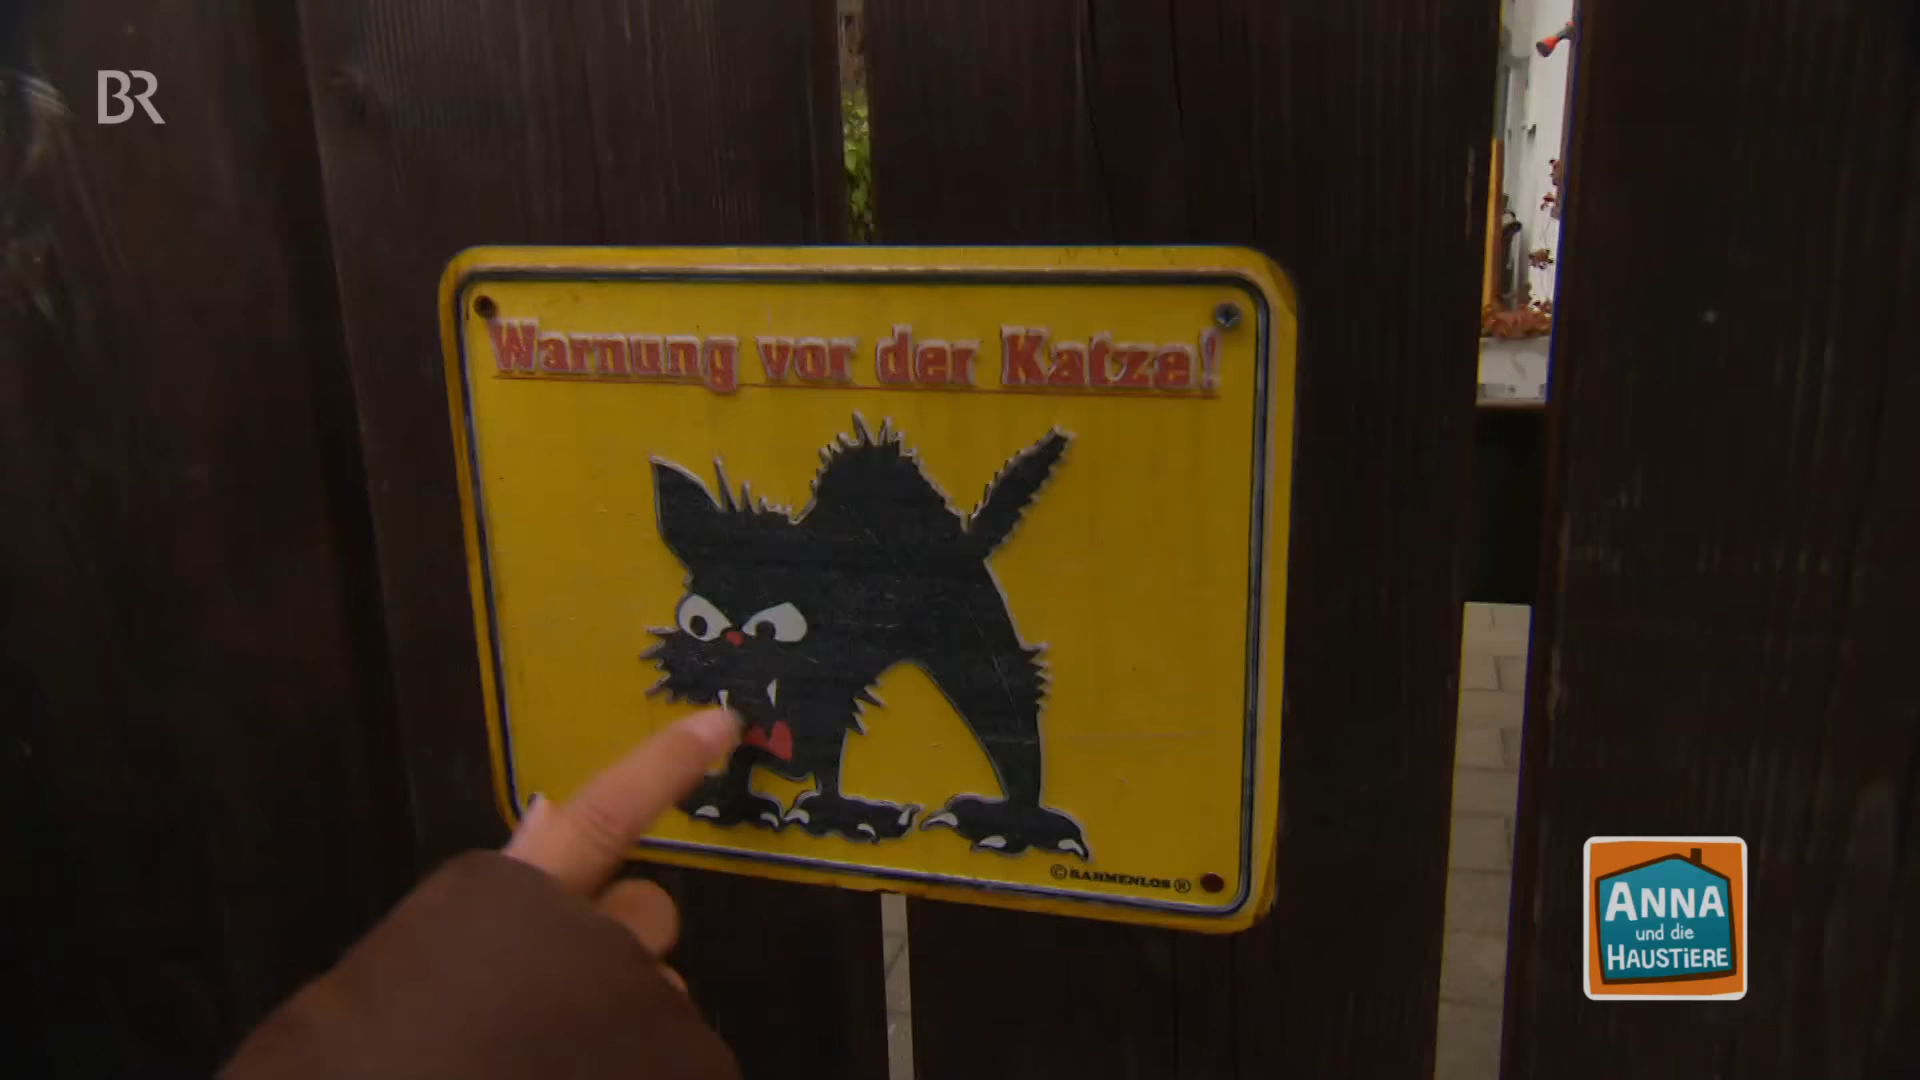 BR
Warnung vor der Katze!
© RAHMENLOS ®
ANNA
und die
HAUSTiERE